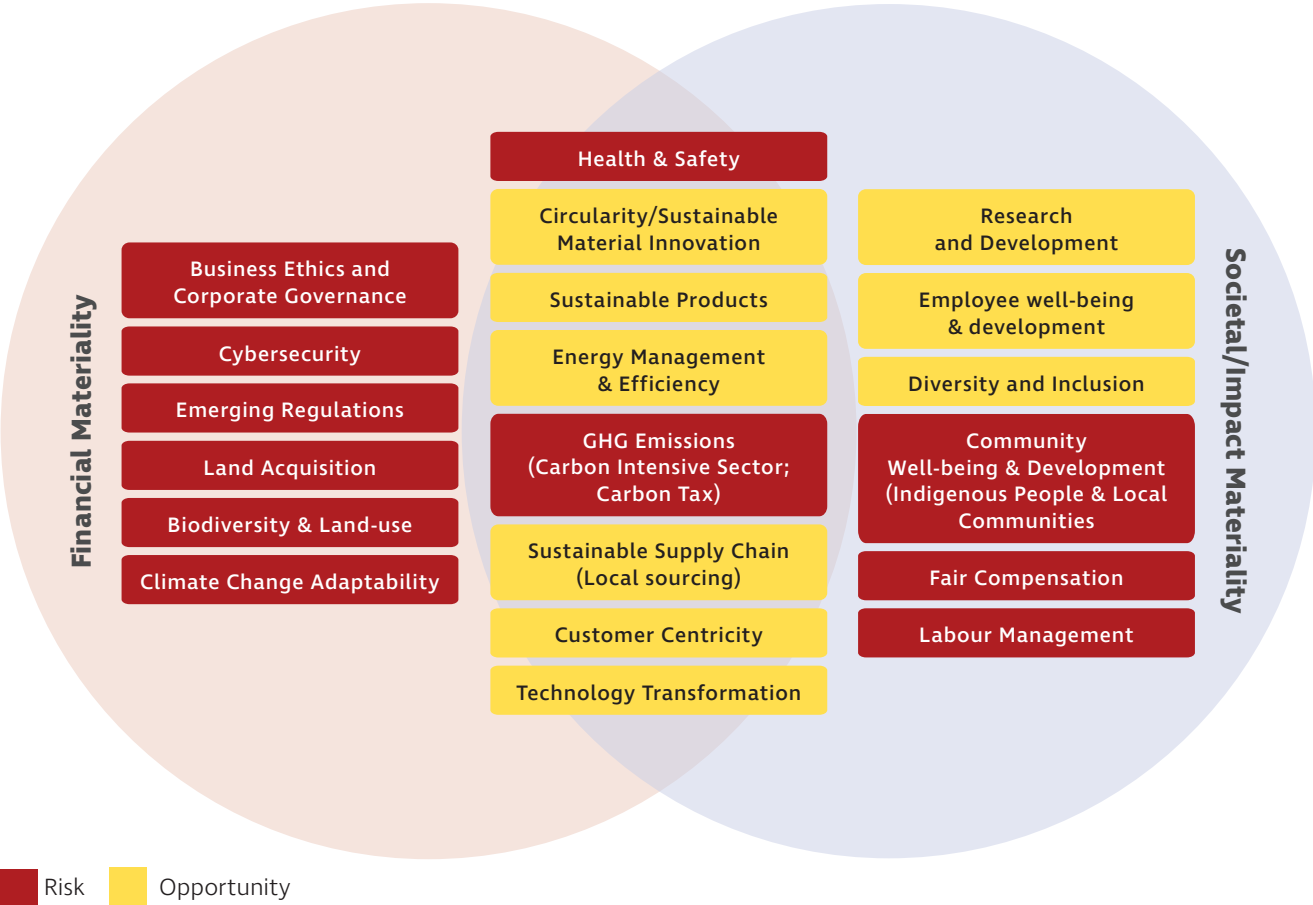 Financial Materiality
Business Ethics and
Corporate Governance
Cybersecurity
Emerging Regulations
Land Acquisition
Biodiversity & Land-use
Climate Change Adaptability
Health & Safety
Circularity/Sustainable
Material Innovation
Sustainable Products
Energy Management
& Efficiency
GHG Emissions
(Carbon Intensive Sector;
Carbon Tax)
Sustainable Supply Chain
(Local sourcing)
Customer Centricity
Technology Transformation
Research
and Development
Employee well-being
& development
Diversity and Inclusion
Community
Well-being & Development
(Indigenous People & Local
Communities
Fair Compensation
Labour Management
Societal/Impact Materiality
Risk
Opportunity